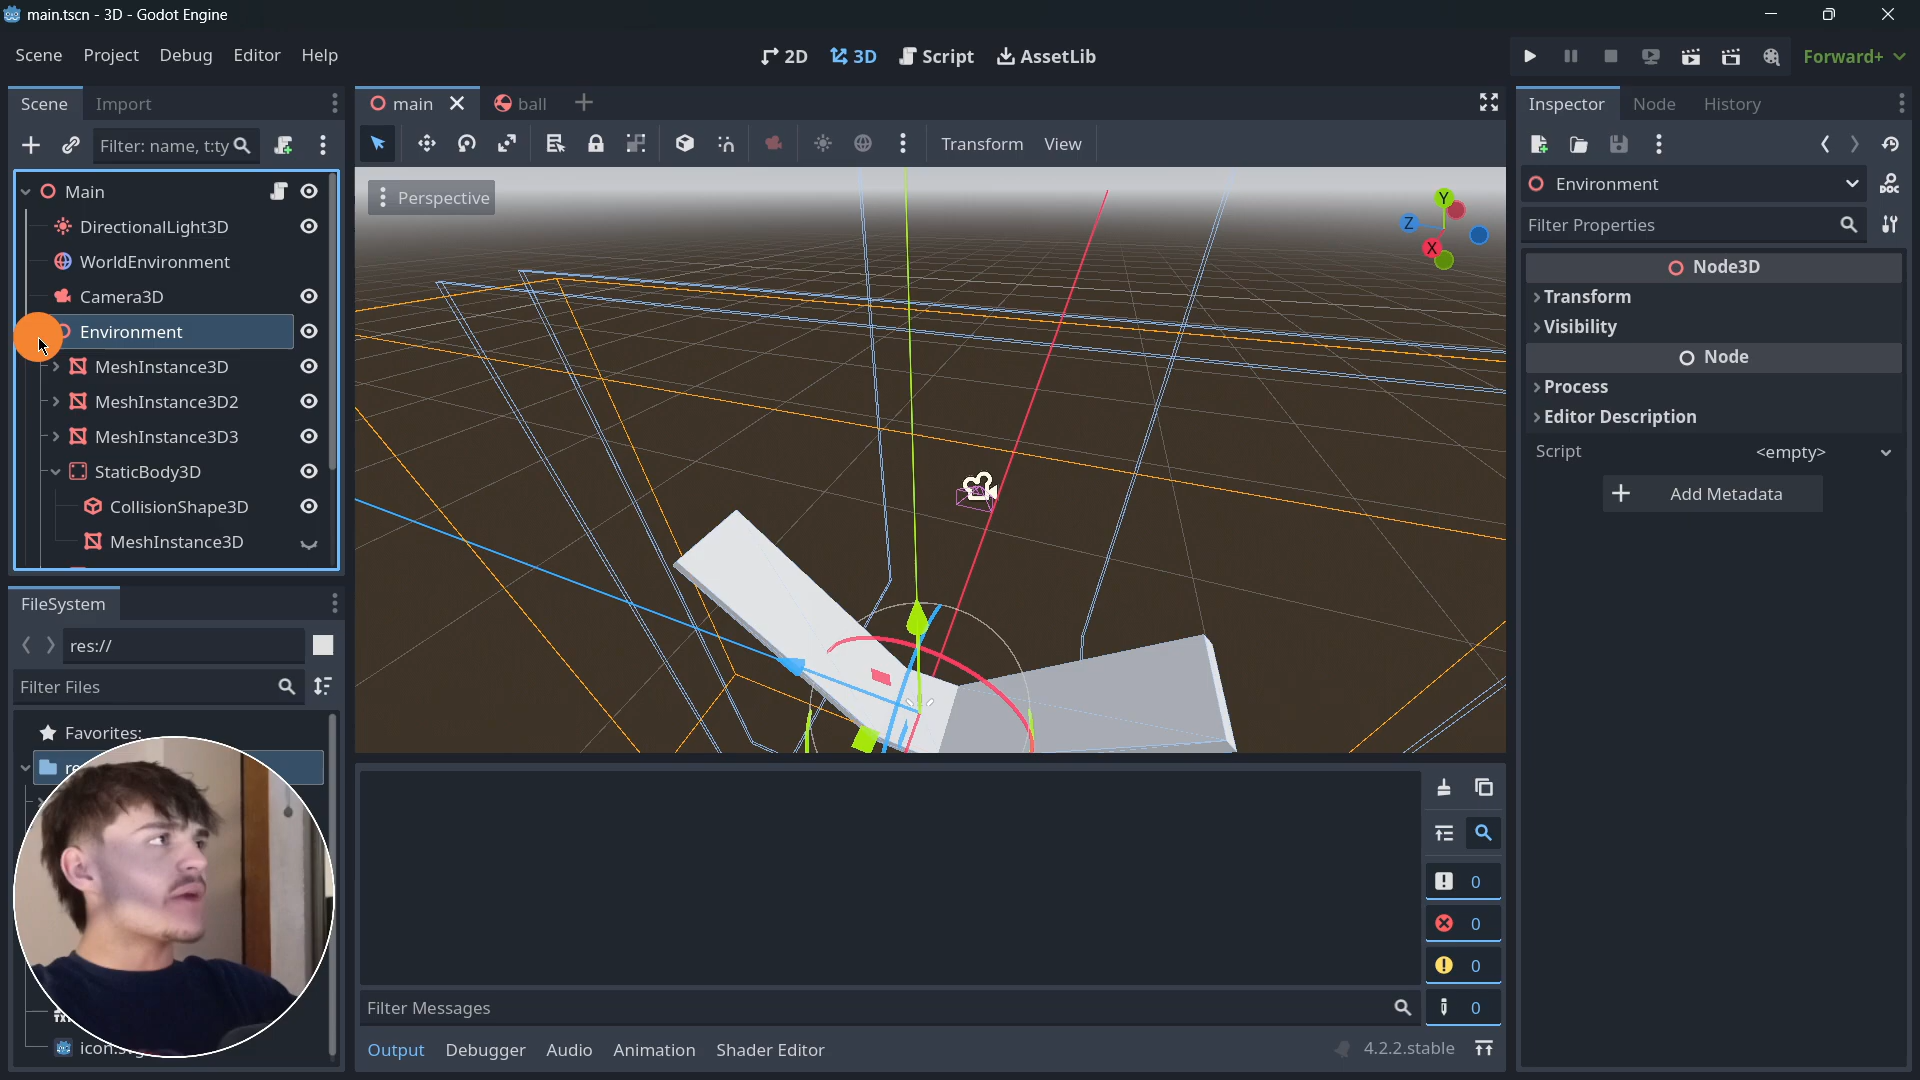 main.tscn - 3D - Godot Engine
Scene Project Debug Editor Help
2D 3D Script AssetLib
Forward+
Scene Import
Filter: name, t:ty
Main
DirectionalLight3D
WorldEnvironment
Camera3D
Environment
MeshInstance3D
MeshInstance3D2
MeshInstance3D3
StaticBody3D
CollisionShape3D
MeshInstance3D
FileSystem
res://
Filter Files
Favorites:
main ball
Transform View
Perspective
Y
Z
X
0
0
0
0
Filter Messages
Output Debugger Audio Animation Shader Editor
4.2.2.stable
Inspector Node History
Environment
DOC
Filter Properties
Node3D
Transform
Visibility
Node
Process
Editor Description
Script <empty>
Add Metadata